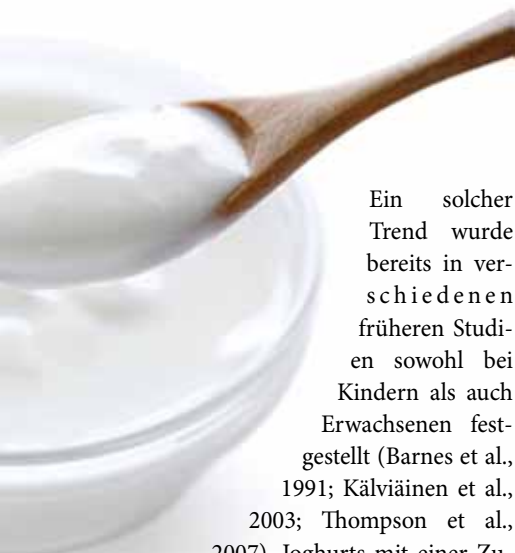 Ein solcher
Trend wurde
bereits in ver-
schiedenen
früheren Studi-
en sowohl bei
Kindern als auch
Erwachsenen fest-
gestellt (Barnes et al.,
1991; Kälviäinen et al.,
2003; Thompson et al.,
2007). Joghurts mit einer Zu-